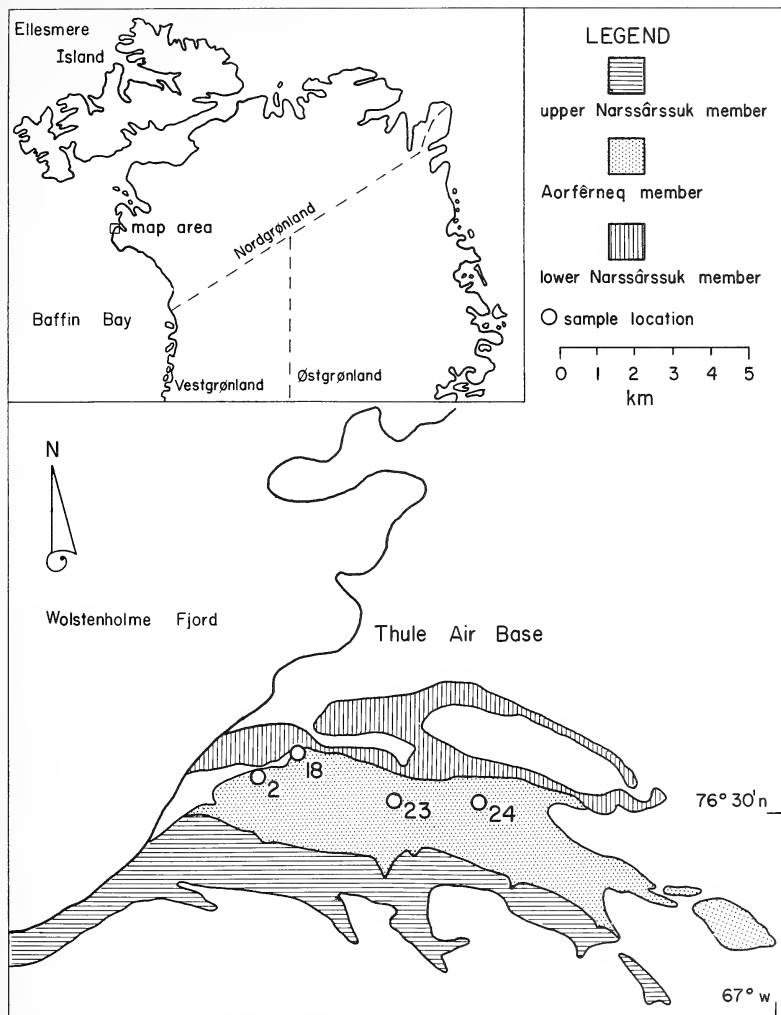 Ellesmere
Island
map area
Nordgrønland
Baffin Bay
Vestgrønland
Østgrønland
LEGEND
upper Narssârssuk member
Aorfêrneq member
lower Narssârssuk member
sample location
0 1 2 3 4 5
km
N
Wolstenholme Fjord
Thule Air Base
18
2
23
24
76° 30'n
67° w